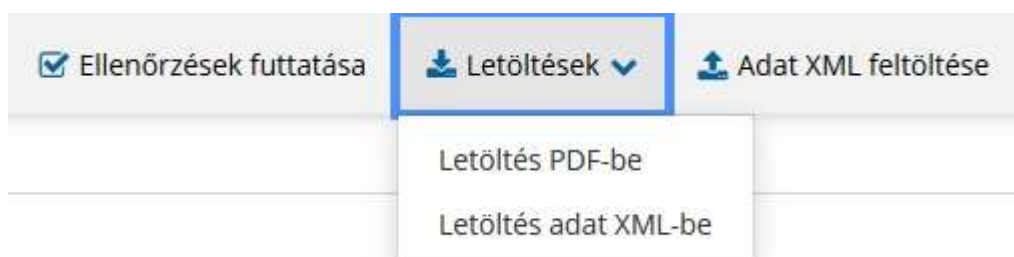 Ellenőrzések futtatása Letöltések Adat XML feltöltése
Letöltés PDF-be
Letöltés adat XML-be